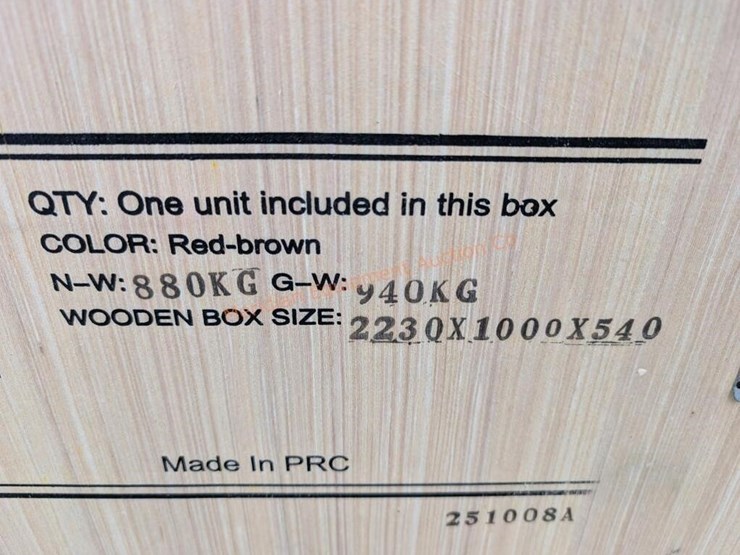 QTY: One unit included in this box
COLOR: Red-brown
N-W: 880KG G-W: 940KG
WOODEN BOX SIZE: 2230X1000X540
Made In PRC
251008A